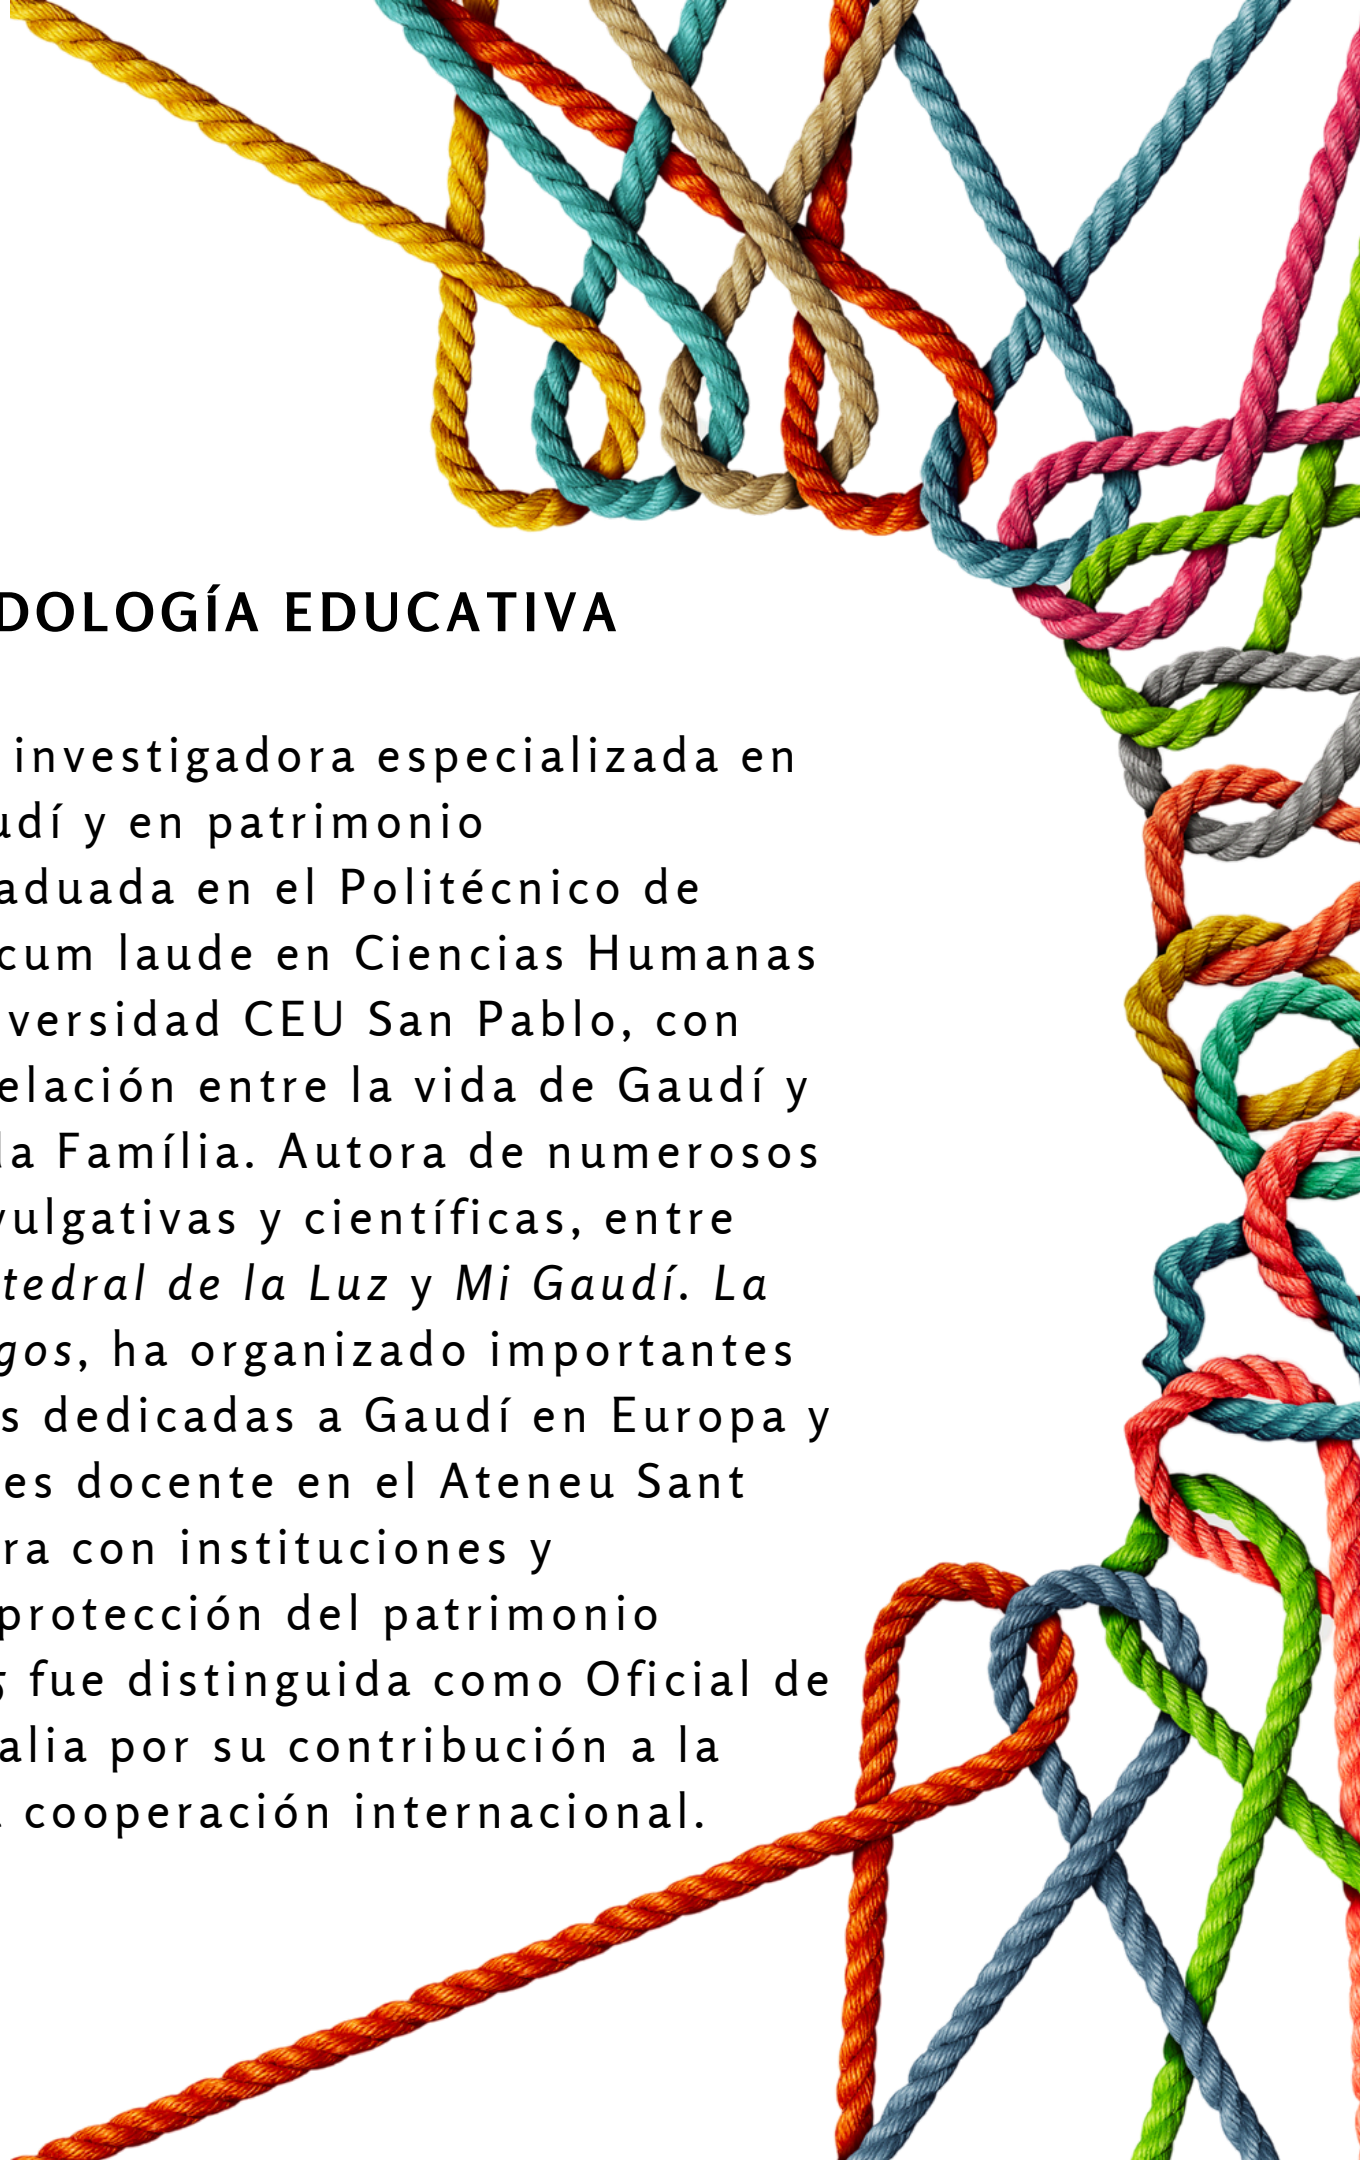 DOLOGÍA EDUCATIVA
investigadora especializada en
udí y en patrimonio
aduada en el Politécnico de
cum laude en Ciencias Humanas
versidad CEU San Pablo, con
elación entre la vida de Gaudí y
da Família. Autora de numerosos
vulgativas y científicas, entre
tedral de la Luz y Mi Gaudí. La
gos, ha organizado importantes
s dedicadas a Gaudí en Europa y
es docente en el Ateneu Sant
ra con instituciones y
protección del patrimonio
5 fue distinguida como Oficial de
alia por su contribución a la
cooperación internacional.